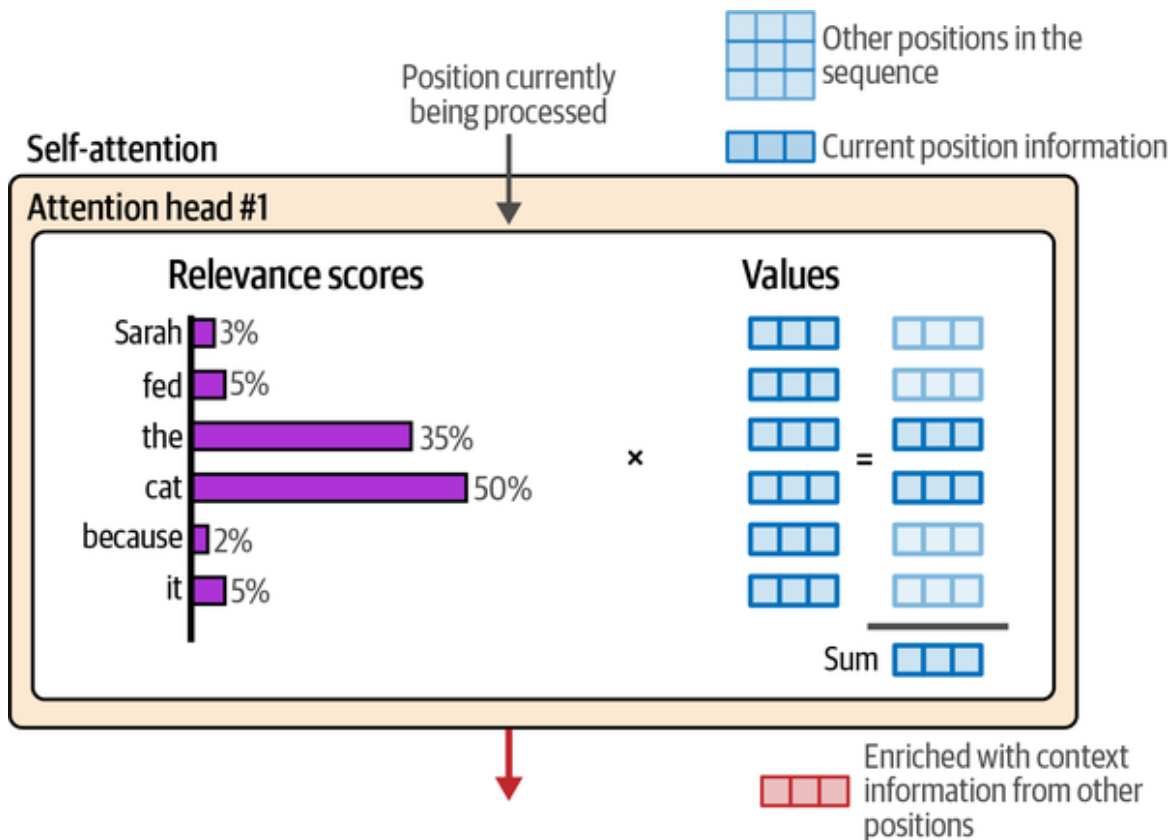 Other positions in the
sequence
Position currently
being processed
Current position information
Self-attention
Attention head #1
Relevance scores
Values
Sarah 3%
fed 5%
the 35%
cat 50%
× =
because 2%
it 5%
Sum
Enriched with context
information from other
positions